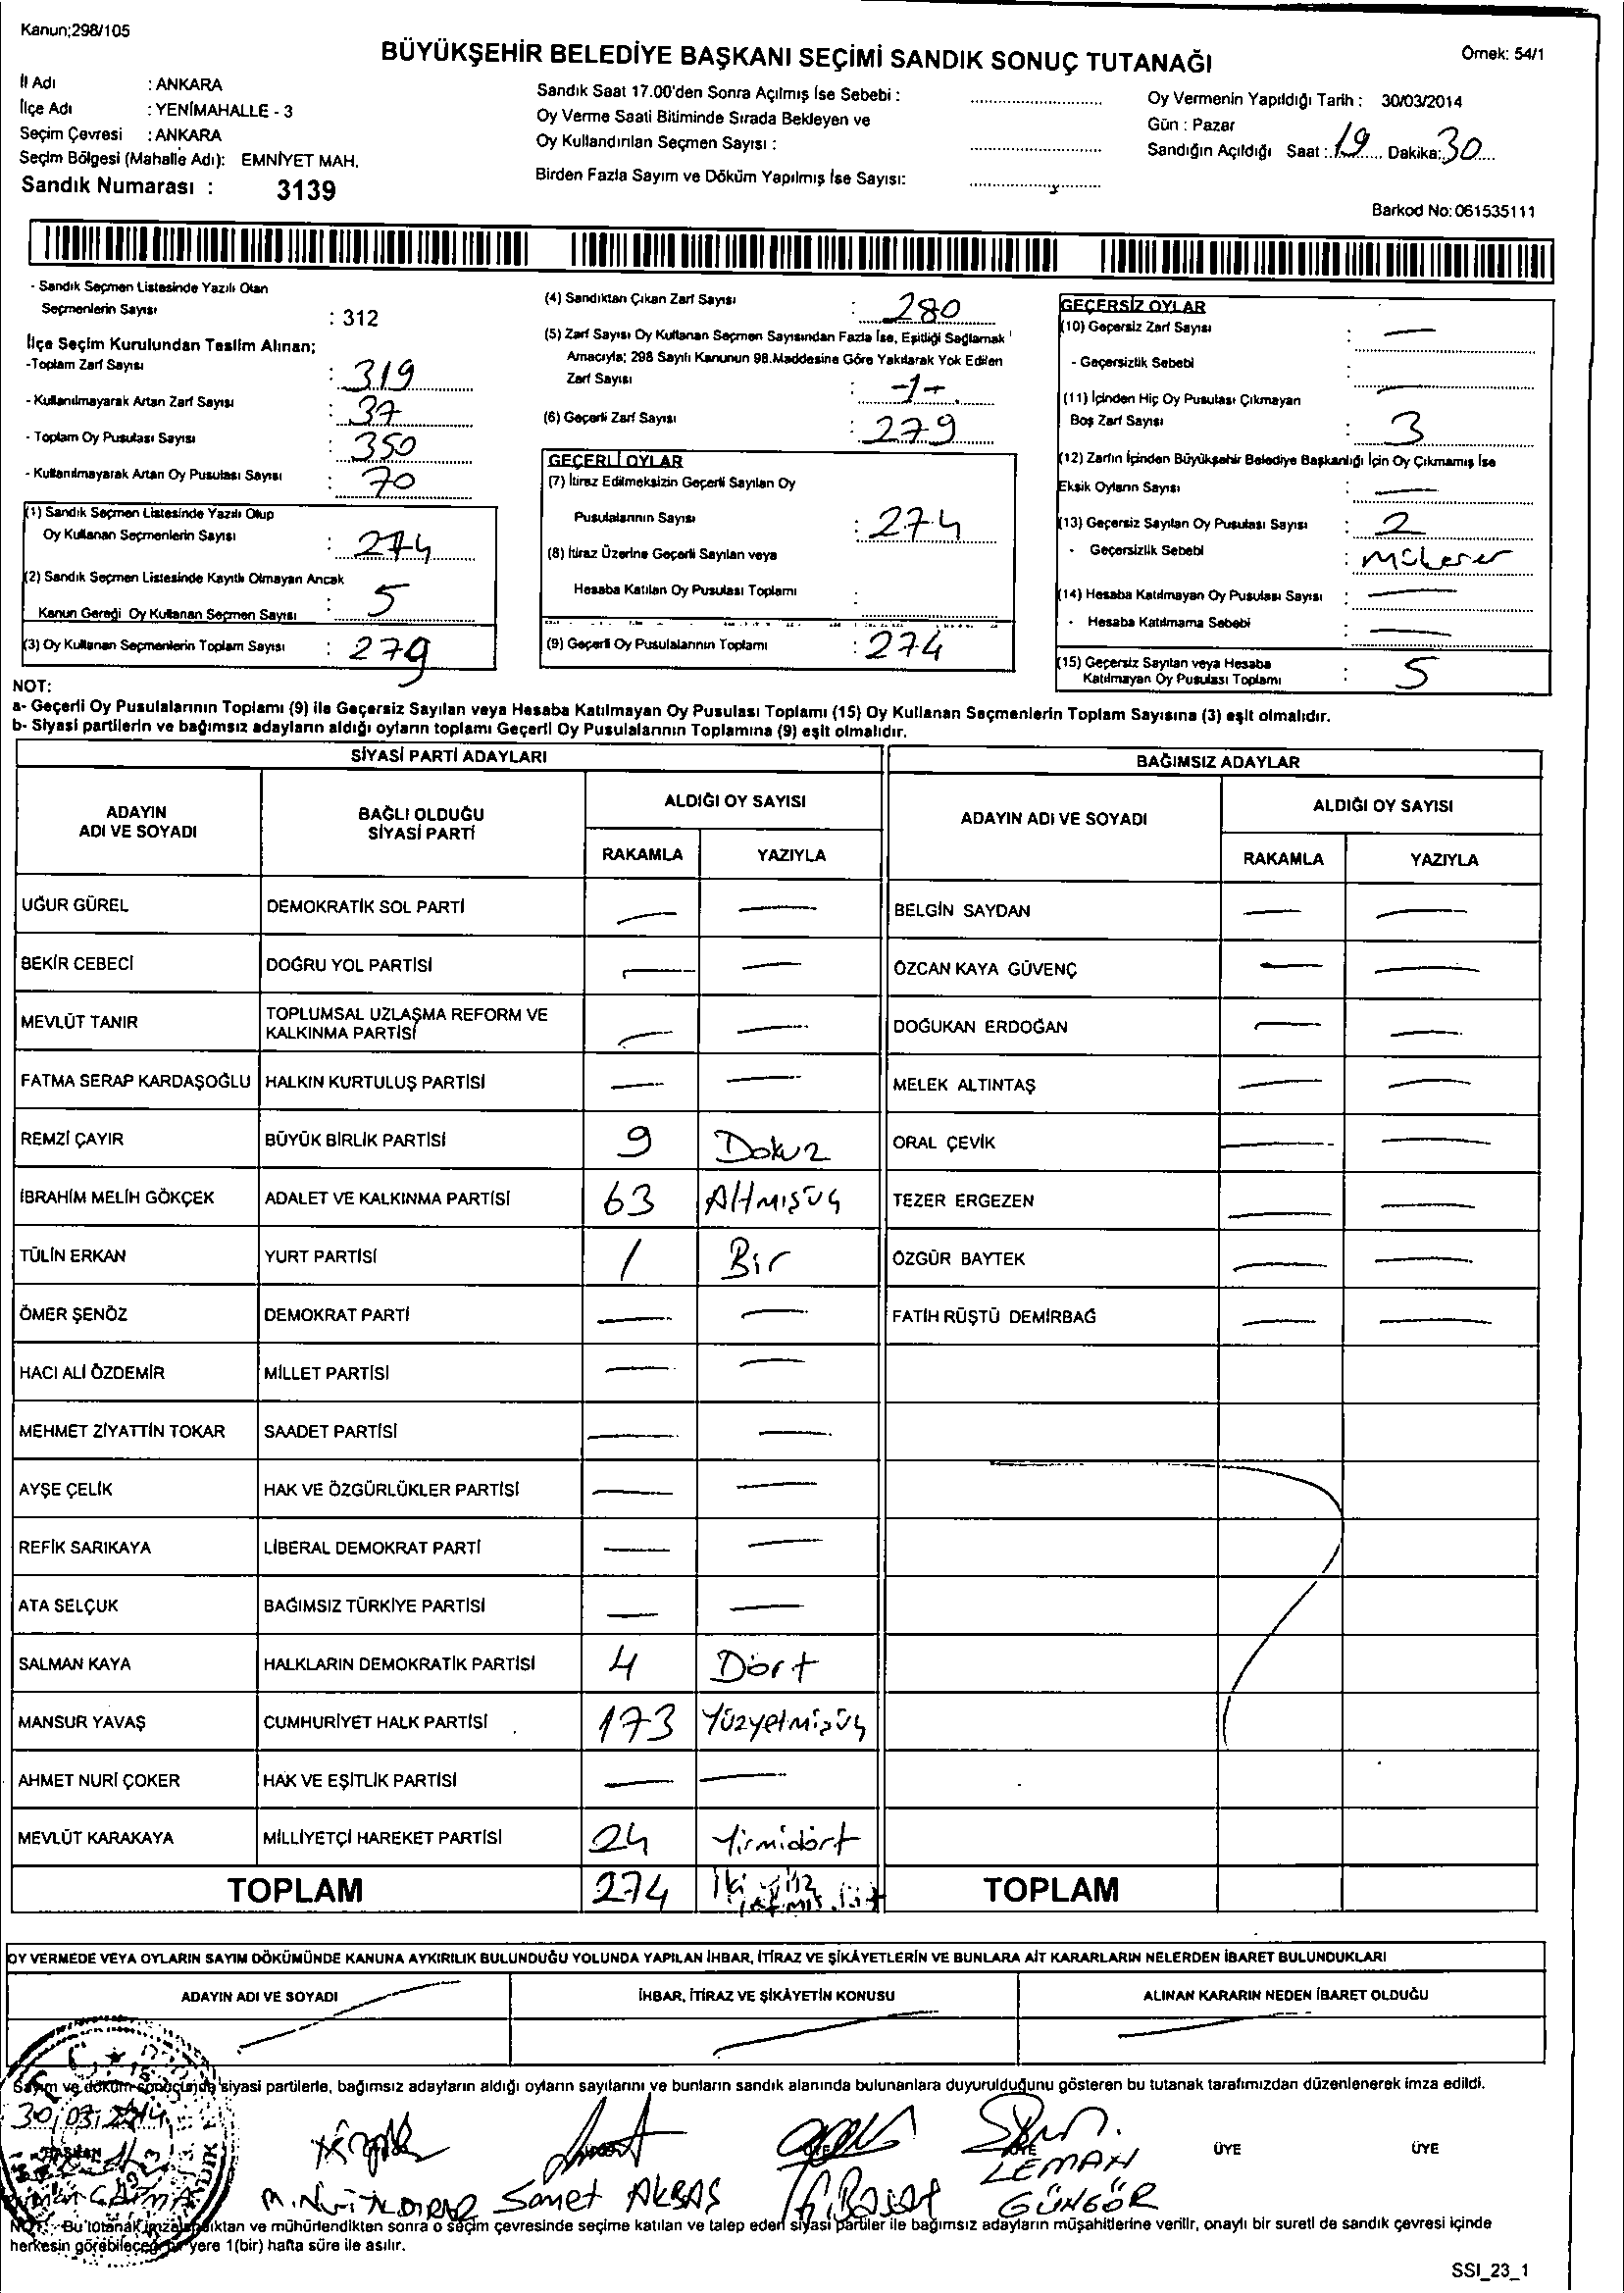 Kanun;298/105
BÜYÜKŞEHİR BELEDİYE BAŞKANI SEÇİMİ SANDIK SONUÇ TUTANAĞI
Örnek: 54/1
İl Adı : ANKARA
İlçe Adı : YENİMAHALLE - 3
Seçim Çevresi : ANKARA
Seçim Bölgesi (Mahalle Adı): EMNİYET MAH.
Sandık Numarası : 3139
Sandık Saat 17.00'den Sonra Açılmış İse Sebebi :
Oy Verme Saati Bitiminde Sırada Bekleyen ve
Oy Kullandırılan Seçmen Sayısı :
Birden Fazla Sayım ve Döküm Yapılmış İse Sayısı:
Oy Vermenin Yapıldığı Tarih : 30/03/2014
Gün : Pazar
Sandığın Açıldığı Saat : 19 Dakika: 30
Barkod No: 061535111
- Sandık Seçmen Listesinde Yazılı Olan
Seçmenlerin Sayısı : 312
İlçe Seçim Kurulundan Teslim Alınan;
-Toplam Zarf Sayısı : 319
- Kullanılmayarak Artan Zarf Sayısı : 37
- Toplam Oy Pusulası Sayısı : 350
- Kullanılmayarak Artan Oy Pusulası Sayısı : 70
(1) Sandık Seçmen Listesinde Yazılı Olup
Oy Kullanan Seçmenlerin Sayısı : 274
(2) Sandık Seçmen Listesinde Kayıtlı Olmayan Ancak
Kanun Gereği Oy Kullanan Seçmen Sayısı : 5
(3) Oy Kullanan Seçmenlerin Toplam Sayısı : 279
(4) Sandıktan Çıkan Zarf Sayısı : 280
(5) Zarf Sayısı Oy Kullanan Seçmen Sayısından Fazla İse, Eşitliği Sağlamak
Amacıyla; 298 Sayılı Kanunun 98.Maddesine Göre Yakılarak Yok Edilen
Zarf Sayısı : -1-
(6) Geçerli Zarf Sayısı : 279
GEÇERLİ OYLAR
(7) İtiraz Edilmeksizin Geçerli Sayılan Oy
Pusulalarının Sayısı : 274
(8) İtiraz Üzerine Geçerli Sayılan veya
Hesaba Katılan Oy Pusulası Toplamı :
(9) Geçerli Oy Pusulalarının Toplamı : 274
GEÇERSİZ OYLAR
(10) Geçersiz Zarf Sayısı : —
- Geçersizlik Sebebi :
(11) İçinden Hiç Oy Pusulası Çıkmayan —
Boş Zarf Sayısı : 3
(12) Zarfın İçinden Büyükşehir Belediye Başkanlığı İçin Oy Çıkmamış İse
Eksik Oyların Sayısı : —
(13) Geçersiz Sayılan Oy Pusulası Sayısı : 2
- Geçersizlik Sebebi :
(14) Hesaba Katılmayan Oy Pusulası Sayısı : —
- Hesaba Katılmama Sebebi : —
(15) Geçersiz Sayılan veya Hesaba
Katılmayan Oy Pusulası Toplamı : 5
NOT:
a- Geçerli Oy Pusulalarının Toplamı (9) ile Geçersiz Sayılan veya Hesaba Katılmayan Oy Pusulası Toplamı (15) Oy Kullanan Seçmenlerin Toplam Sayısına (3) eşit olmalıdır.
b- Siyasi partilerin ve bağımsız adayların aldığı oyların toplamı Geçerli Oy Pusulalarının Toplamına (9) eşit olmalıdır.
SİYASİ PARTİ ADAYLARI
BAĞIMSIZ ADAYLAR
ADAYIN ADI VE SOYADI
BAĞLI OLDUĞU SİYASİ PARTİ
ALDIĞI OY SAYISI
ADAYIN ADI VE SOYADI
ALDIĞI OY SAYISI
RAKAMLA YAZIYLA RAKAMLA YAZIYLA
UĞUR GÜREL DEMOKRATİK SOL PARTİ — — BELGİN SAYDAN — —
BEKİR CEBECİ DOĞRU YOL PARTİSİ — — ÖZCAN KAYA GÜVENÇ — —
MEVLÜT TANIR TOPLUMSAL UZLAŞMA REFORM VE KALKINMA PARTİSİ — — DOĞUKAN ERDOĞAN — —
FATMA SERAP KARDAŞOĞLU HALKIN KURTULUŞ PARTİSİ — — MELEK ALTINTAŞ — —
REMZİ ÇAYIR BÜYÜK BİRLİK PARTİSİ 9 Dokuz ORAL ÇEVİK — —
İBRAHİM MELİH GÖKÇEK ADALET VE KALKINMA PARTİSİ 63 Altmışüç TEZER ERGEZEN — —
TÜLİN ERKAN YURT PARTİSİ 1 Bir ÖZGÜR BAYTEK — —
ÖMER ŞENÖZ DEMOKRAT PARTİ — — FATİH RÜŞTÜ DEMİRBAĞ — —
HACI ALİ ÖZDEMİR MİLLET PARTİSİ — —
MEHMET ZİYATTİN TOKAR SAADET PARTİSİ — —
AYŞE ÇELİK HAK VE ÖZGÜRLÜKLER PARTİSİ — —
REFİK SARIKAYA LİBERAL DEMOKRAT PARTİ — —
ATA SELÇUK BAĞIMSIZ TÜRKİYE PARTİSİ — —
SALMAN KAYA HALKLARIN DEMOKRATİK PARTİSİ 4 Dört
MANSUR YAVAŞ CUMHURİYET HALK PARTİSİ 173 Yüzyetmişüç
AHMET NURİ ÇOKER HAK VE EŞİTLİK PARTİSİ — —
MEVLÜT KARAKAYA MİLLİYETÇİ HAREKET PARTİSİ 24 Yirmidört
TOPLAM 274 İki yüz TOPLAM
OY VERMEDE VEYA OYLARIN SAYIM DÖKÜMÜNDE KANUNA AYKIRILIK BULUNDUĞU YOLUNDA YAPILAN İHBAR, İTİRAZ VE ŞİKÂYETLERİN VE BUNLARA AİT KARARLARIN NELERDEN İBARET BULUNDUKLARI
ADAYIN ADI VE SOYADI İHBAR, İTİRAZ VE ŞİKÂYETİN KONUSU ALINAN KARARIN NEDEN İBARET OLDUĞU
Sayım ve döküm sonucunda siyasi partilerle, bağımsız adayların aldığı oyların sayılarını ve bunların sandık alanında bulunanlara duyurulduğunu gösteren bu tutanak tarafımızdan düzenlenerek imza edildi.
30/03/2014
BAŞKAN ÜYE ÜYE ÜYE ÜYE
Samet AKBAŞ
LEMAN
GÜNGÖR
NOT: Bu tutanak imzalandıktan ve mühürlendikten sonra o seçim çevresinde seçime katılan ve talep eden siyasi partiler ile bağımsız adayların müşahitlerine verilir, onaylı bir sureti de sandık çevresi içinde
herkesin görebileceği bir yere 1(bir) hafta süre ile asılır.
SSI_23_1